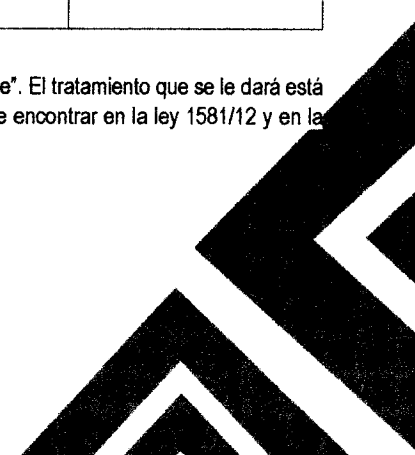 e". El tratamiento que se le dará está
e encontrar en la ley 1581/12 y en la